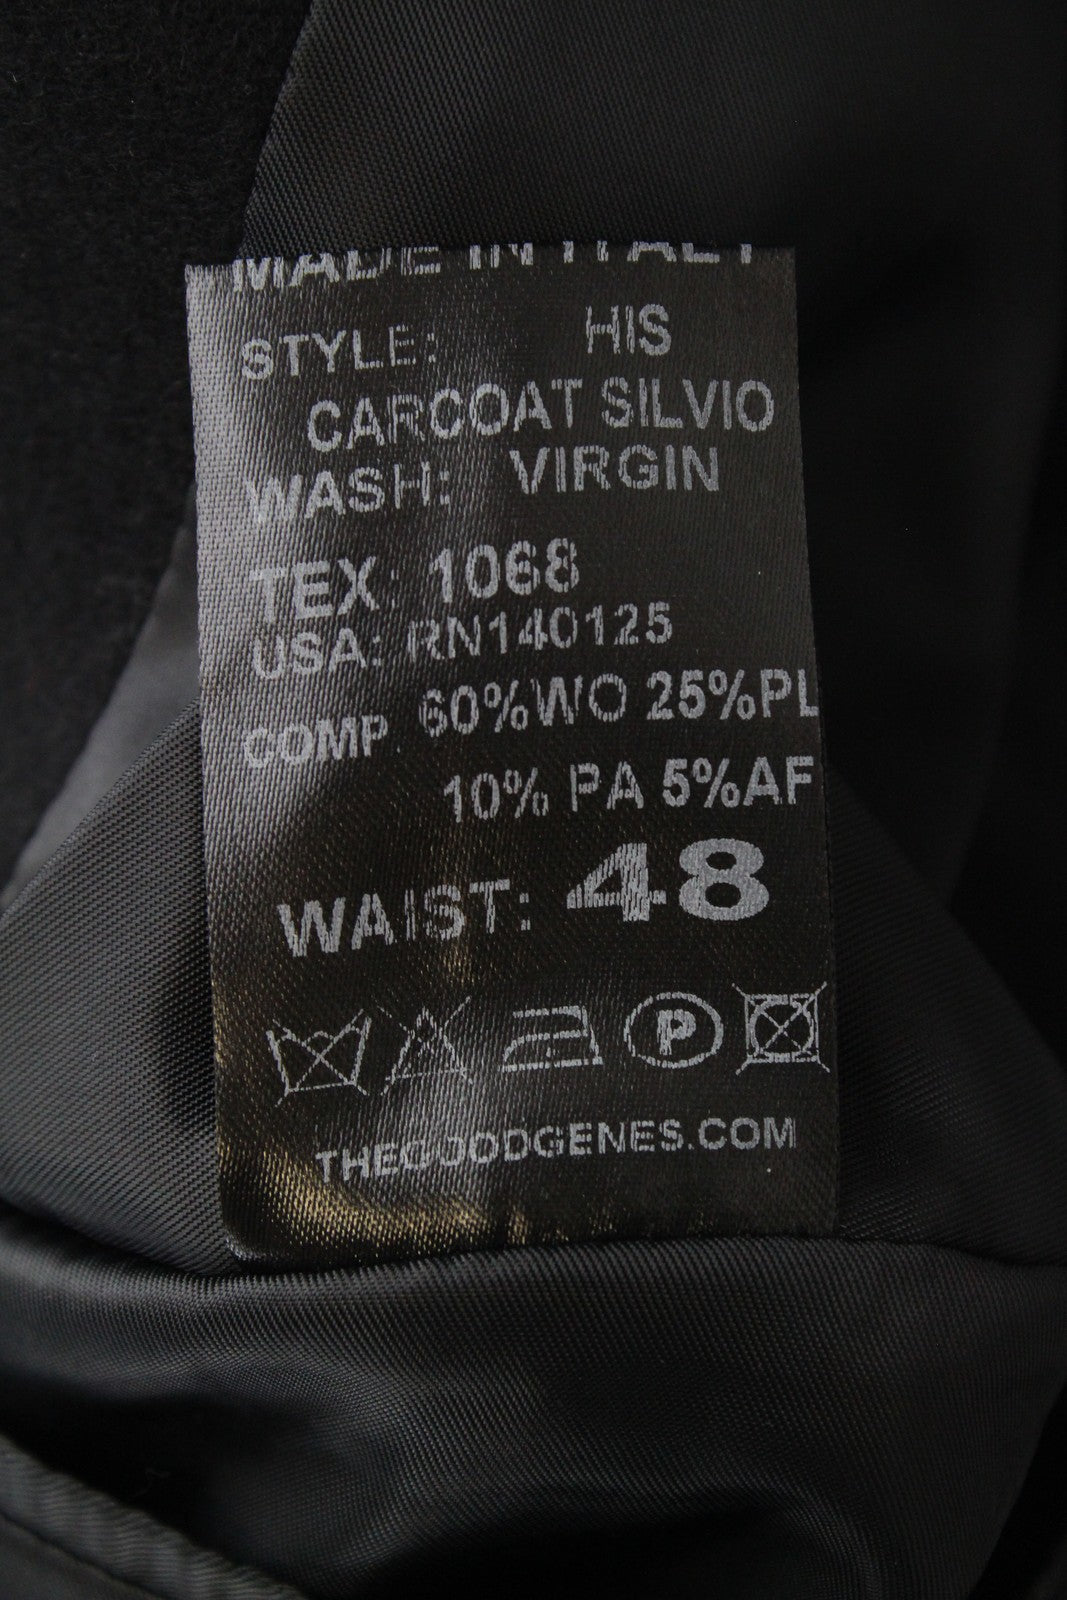 MADE IN ITALY
STYLE: HIS
CARCOAT SILVIO
WASH: VIRGIN
TEX: 1068
USA: RN140125
COMP. 60%WO 25%PL
10% PA 5%AF
WAIST: 48
P
THEGOODGENES.COM